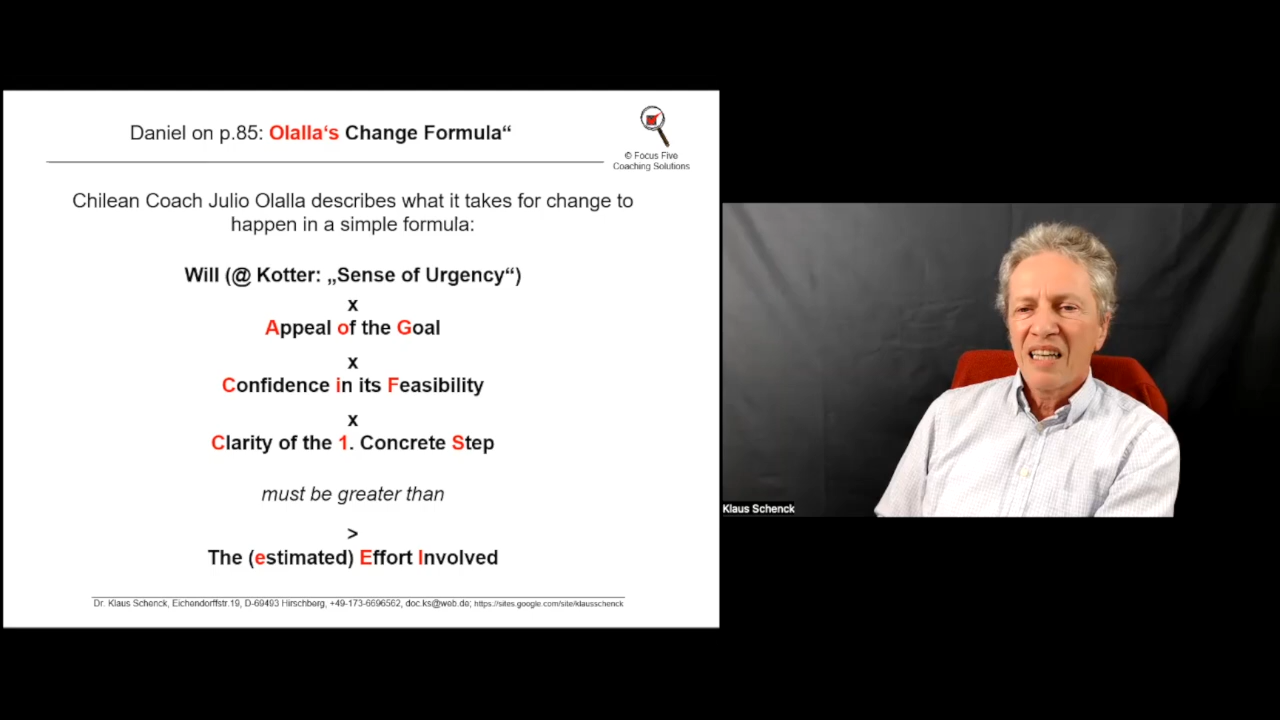 Daniel on p.85: Olalla‘s Change Formula“
© Focus Five
Coaching Solutions
Chilean Coach Julio Olalla describes what it takes for change to
happen in a simple formula:
Will (@ Kotter: „Sense of Urgency“)
x
Appeal of the Goal
x
Confidence in its Feasibility
x
Clarity of the 1. Concrete Step
must be greater than
>
The (estimated) Effort Involved
Dr. Klaus Schenck, Eichendorffstr.19, D-69493 Hirschberg, +49-173-6696562, doc.ks@web.de; https://sites.google.com/site/klausschenck
Klaus Schenck